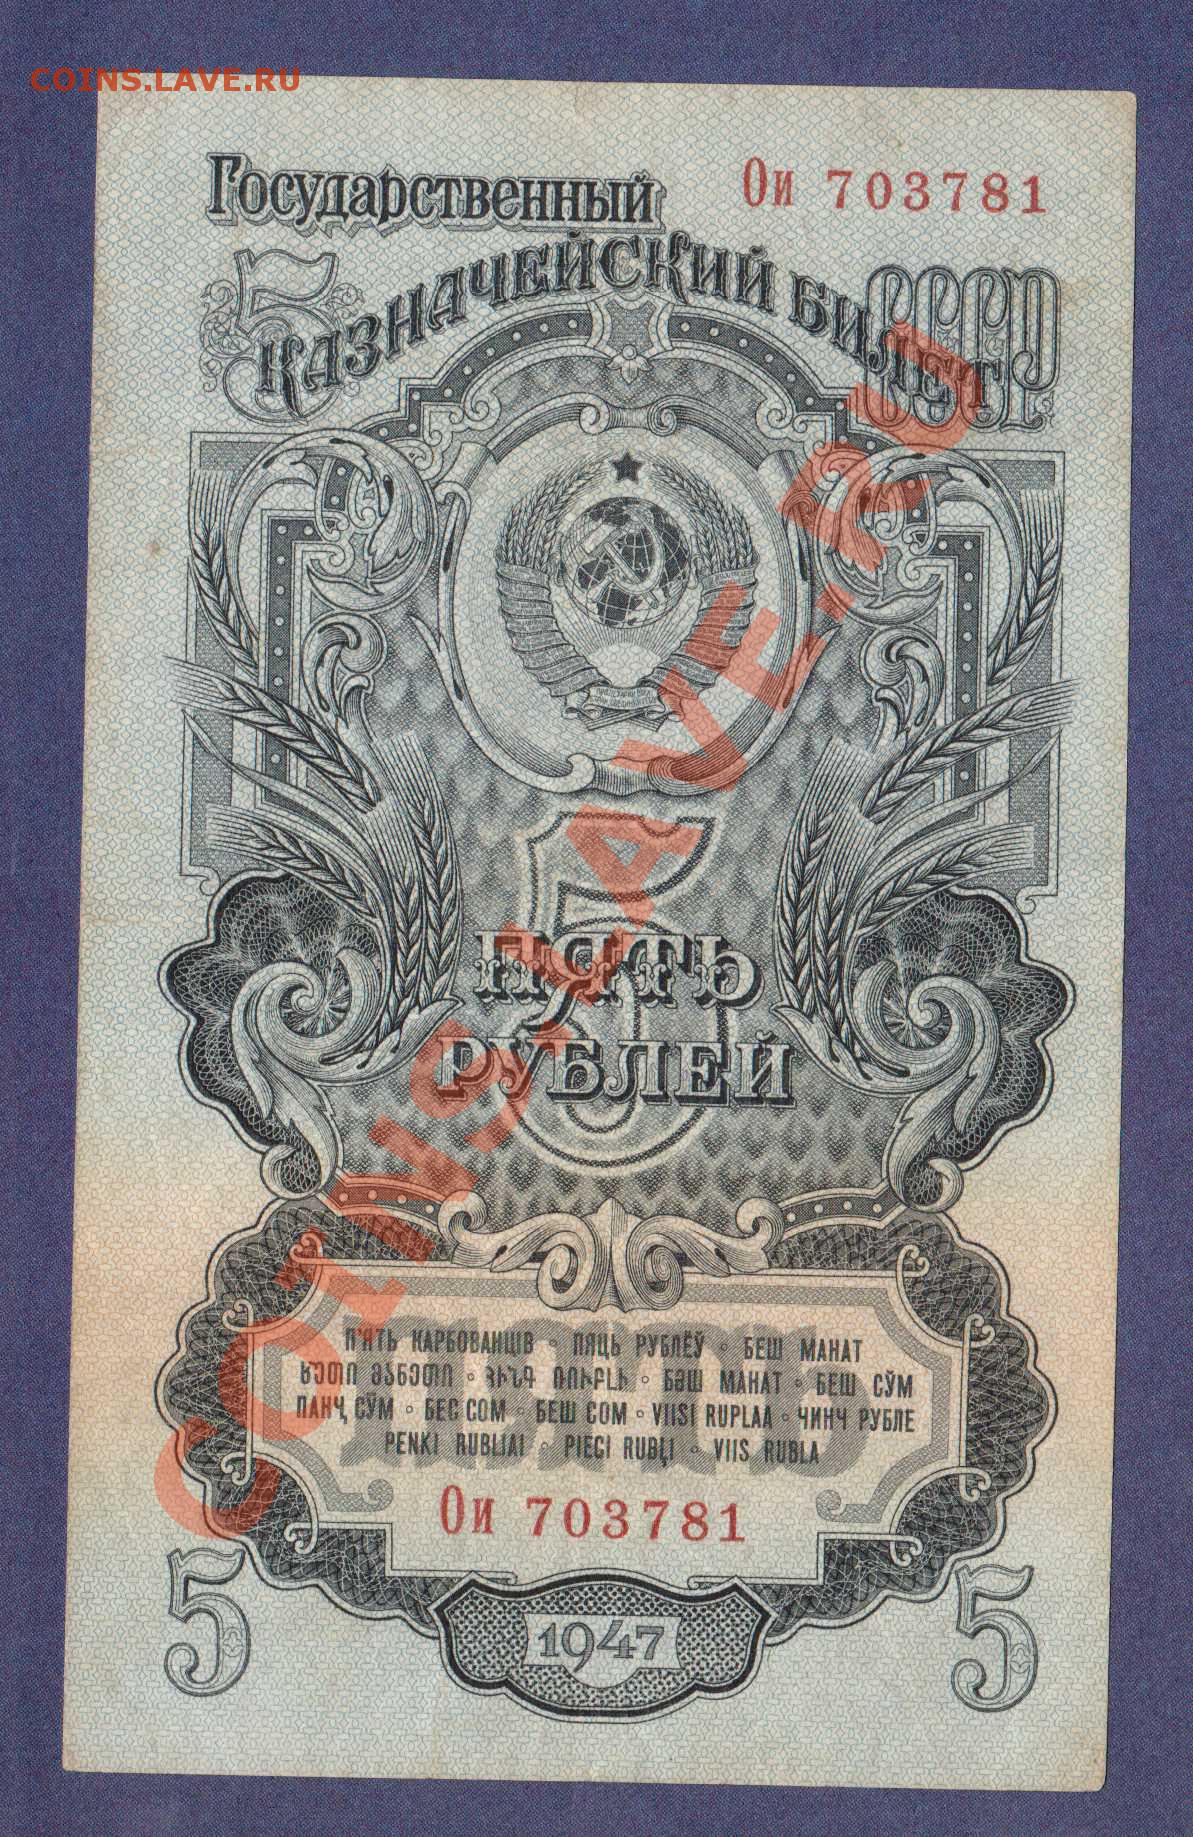 COINS.LAVE.RU
Государственный
Ои 703781
5
КАЗНАЧЕЙСКИЙ БИЛЕТ
СССР
5
ПЯТЬ
РУБЛЕЙ
COINS.LAVE.RU
ПЯТЬ
П'ЯТЬ КАРБОВАНЦІВ • ПЯЦЬ РУБЛЁЎ • БЕШ МАНАТ
ᲮᲣᲗᲘ ᲛᲐᲜᲔᲗᲘ • ՀԻՆԳ ՌՈՒԲԼԻ • БӘШ МАНАТ • БЕШ СӮМ
ПАНҶ СӮМ • БЕС СОМ • БЕШ СОМ • VIISI RUPLAA • ЧИНЧ РУБЛЕ
PENKI RUBLIAI • PIECI RUBĻI • VIIS RUBLA
Ои 703781
5
1947
5